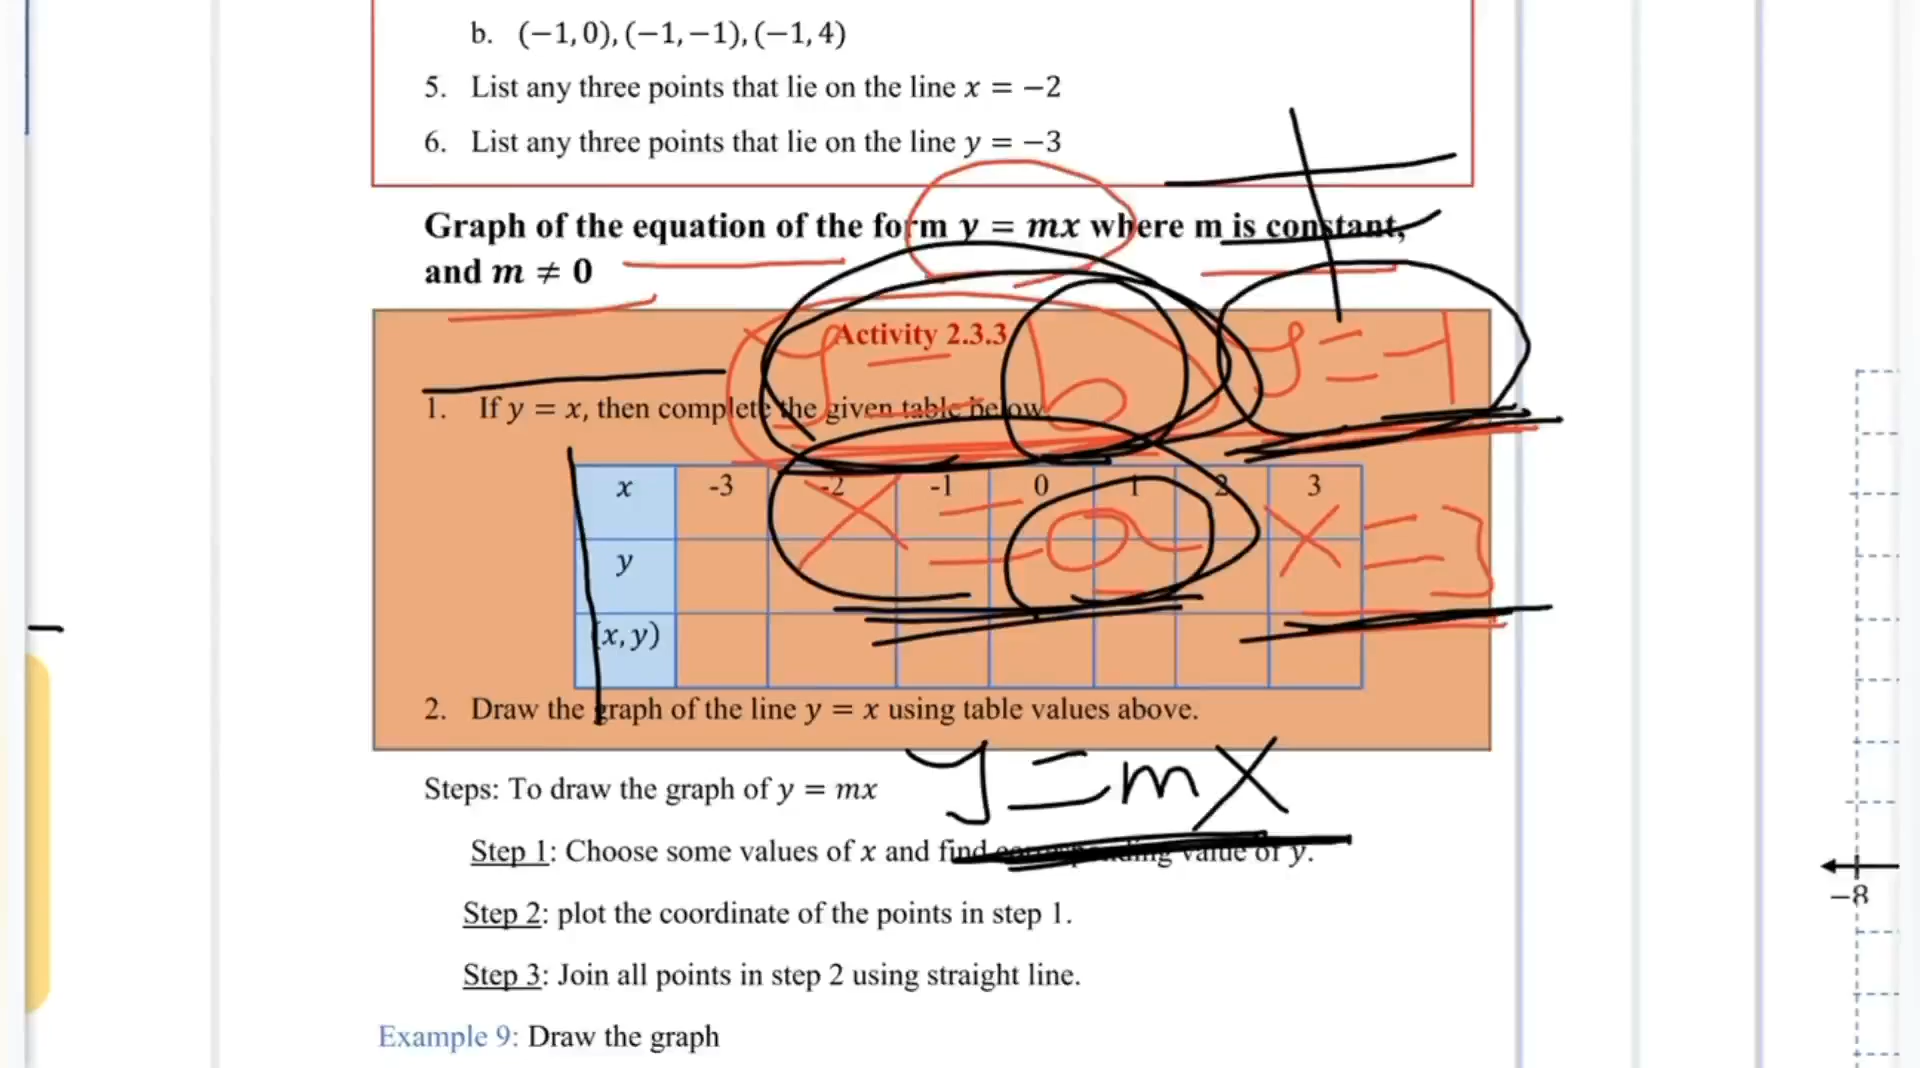 b. (−1,0),(−1,−1),(−1,4)
5. List any three points that lie on the line x = −2
6. List any three points that lie on the line y = −3
Graph of the equation of the form y = mx where m is constant,
and m ≠ 0
Activity 2.3.3
y = b
y = -1
1. If y = x, then complete the given table below
x -3 -2 -1 0 1 2 3
x = a
x = 3
y
(x, y)
2. Draw the graph of the line y = x using table values above.
y = mx
Steps: To draw the graph of y = mx
Step 1: Choose some values of x and find corresponding value of y.
Step 2: plot the coordinate of the points in step 1.
Step 3: Join all points in step 2 using straight line.
−8
Example 9: Draw the graph